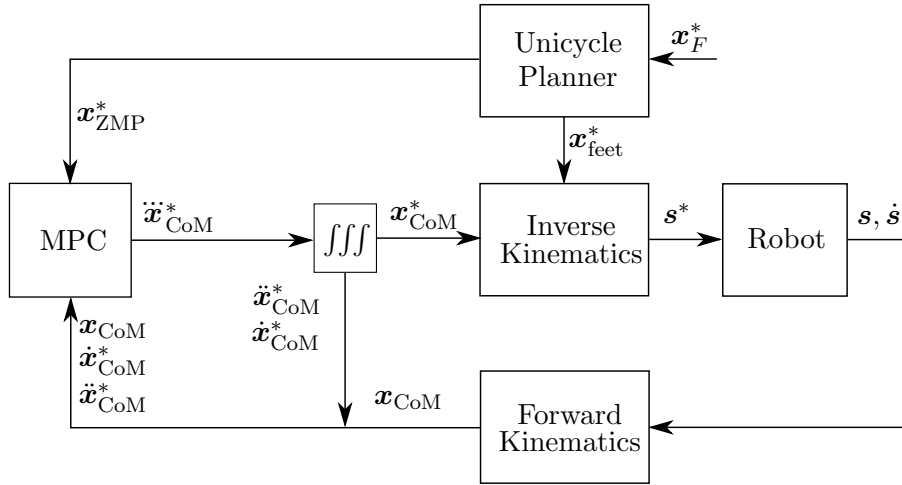 Unicycle
Planner
x*_F
x*_ZMP
x*_feet
MPC
⃛x*_CoM
∫∫∫
x*_CoM
Inverse
Kinematics
s*
Robot
s, ṡ
ẍ*_CoM
ẋ*_CoM
x_CoM
ẋ*_CoM
ẍ*_CoM
x_CoM
Forward
Kinematics